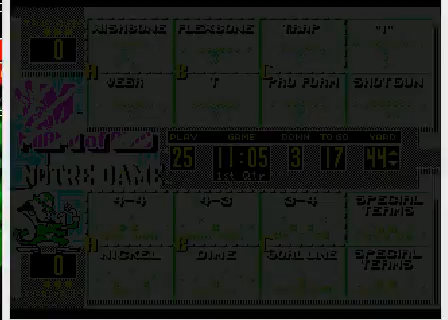 0
WISHBONE FLEXBONE TRIP "I"
A B C
VEER T PRO FORM SHOTGUN
PLAY GAME DOWN TO GO YARD
25 11:05 3 17 44
1st Qtr
NOTRE DAME
4-4 4-3 3-4 SPECIAL TEAMS
A B C
NICKEL DIME GOAL LINE SPECIAL TEAMS
0